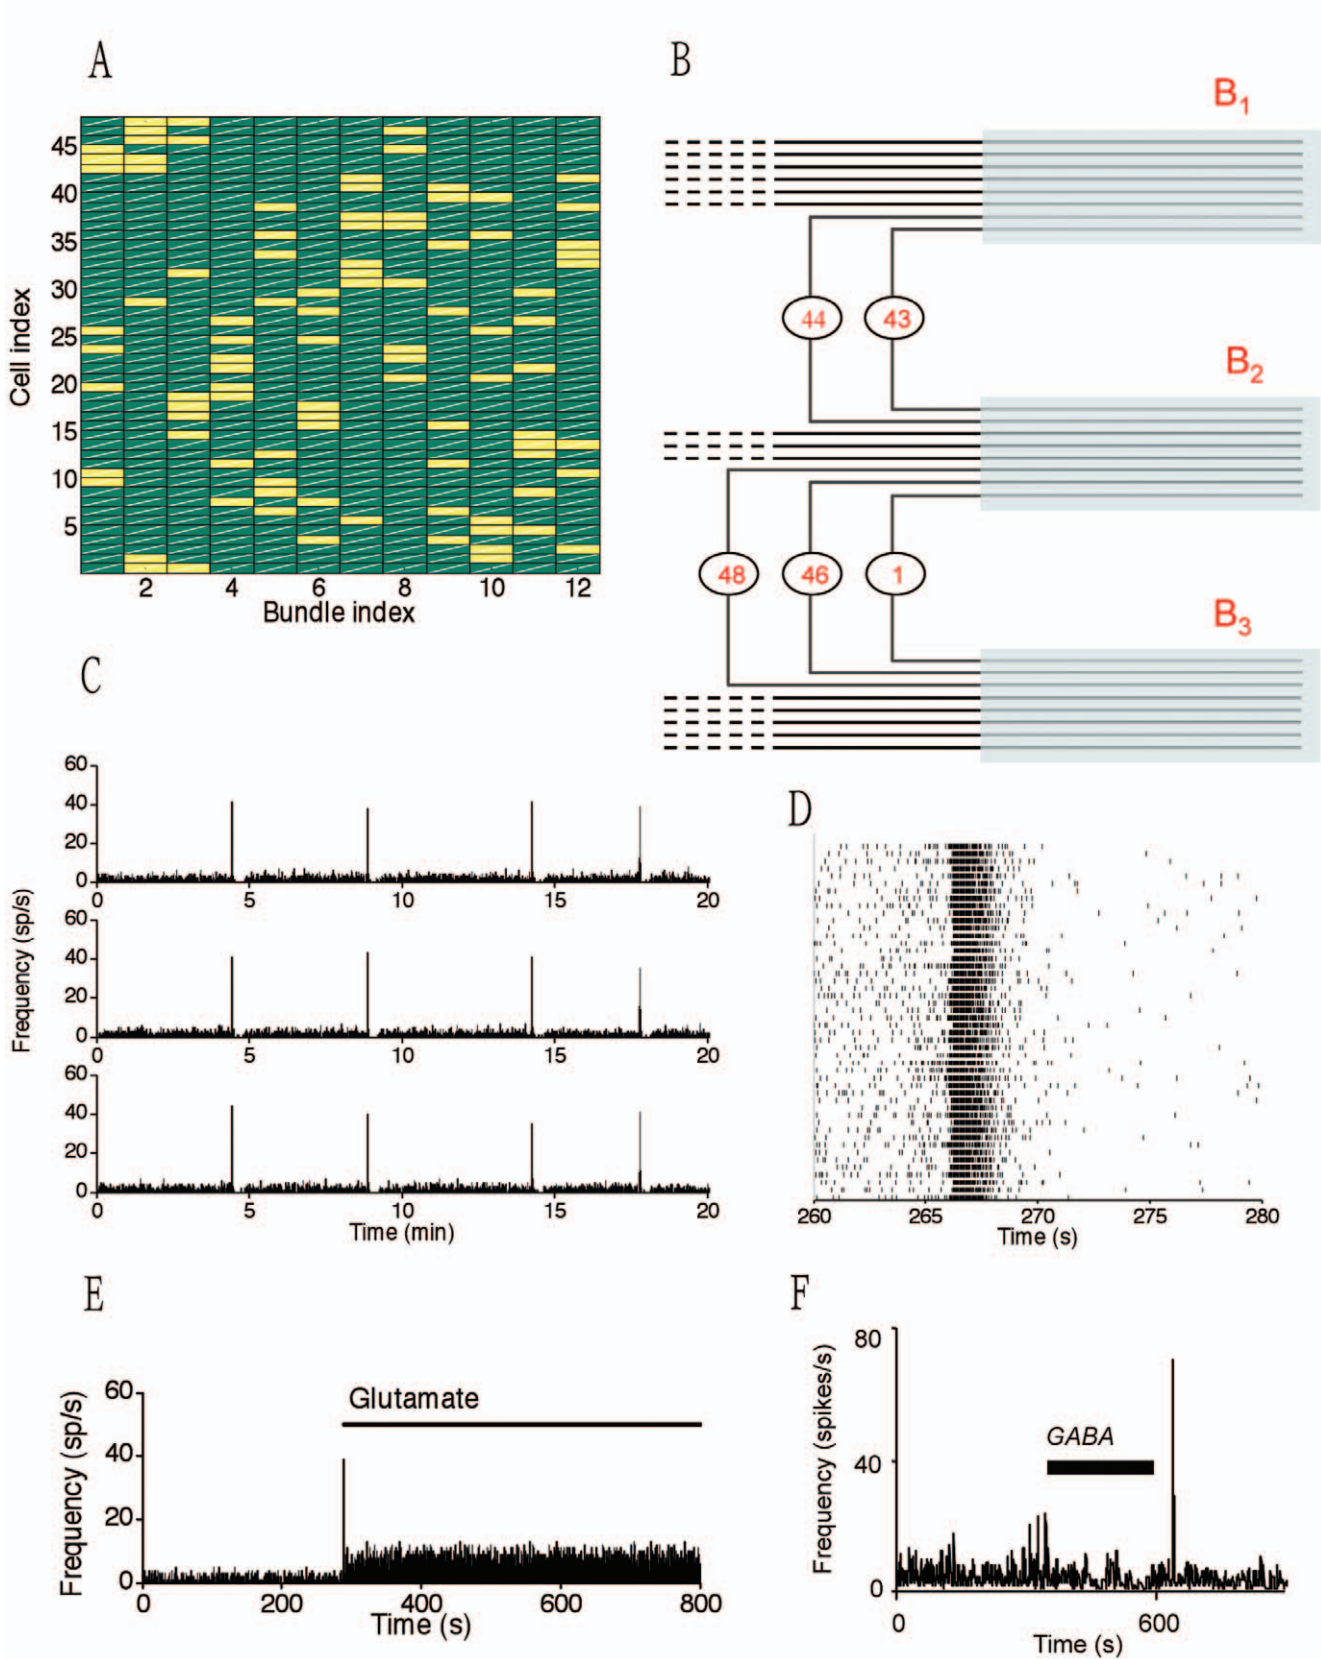 A
45
40
35
30
25
20
15
10
5
Cell index
2 4 6 8 10 12
Bundle index
B
B1
44 43
B2
48 46 1
B3
C
60
40
20
0
0 5 10 15 20
60
40
20
0
0 5 10 15 20
60
40
20
0
0 5 10 15 20
Frequency (sp/s)
Time (min)
D
260 265 270 275 280
Time (s)
E
60
40
20
0
Frequency (sp/s)
Glutamate
0 200 400 600 800
Time (s)
F
80
40
0
Frequency (spikes/s)
GABA
0 600
Time (s)